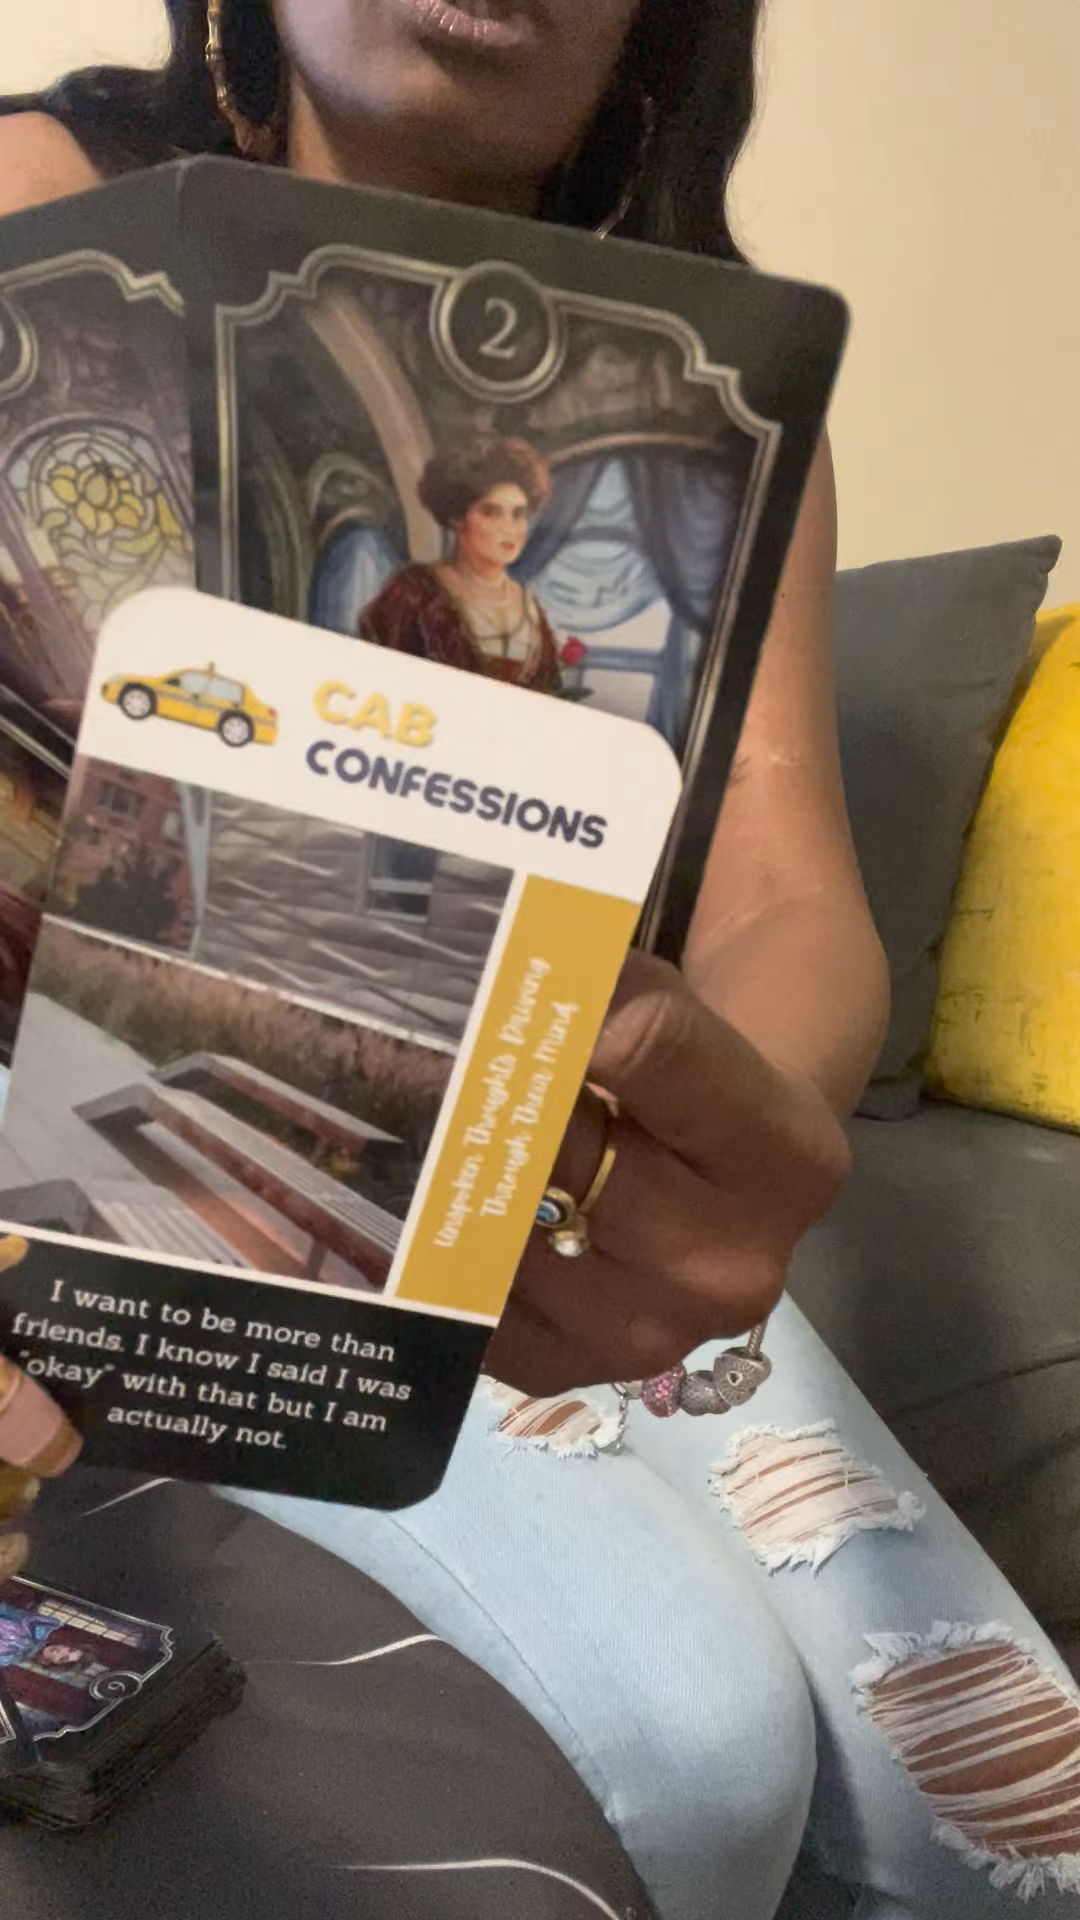 2
CAB
CONFESSIONS
Unspoken Thoughts Driving
Through Their Mind
I want to be more than
friends. I know I said I was
"okay" with that but I am
actually not.
6